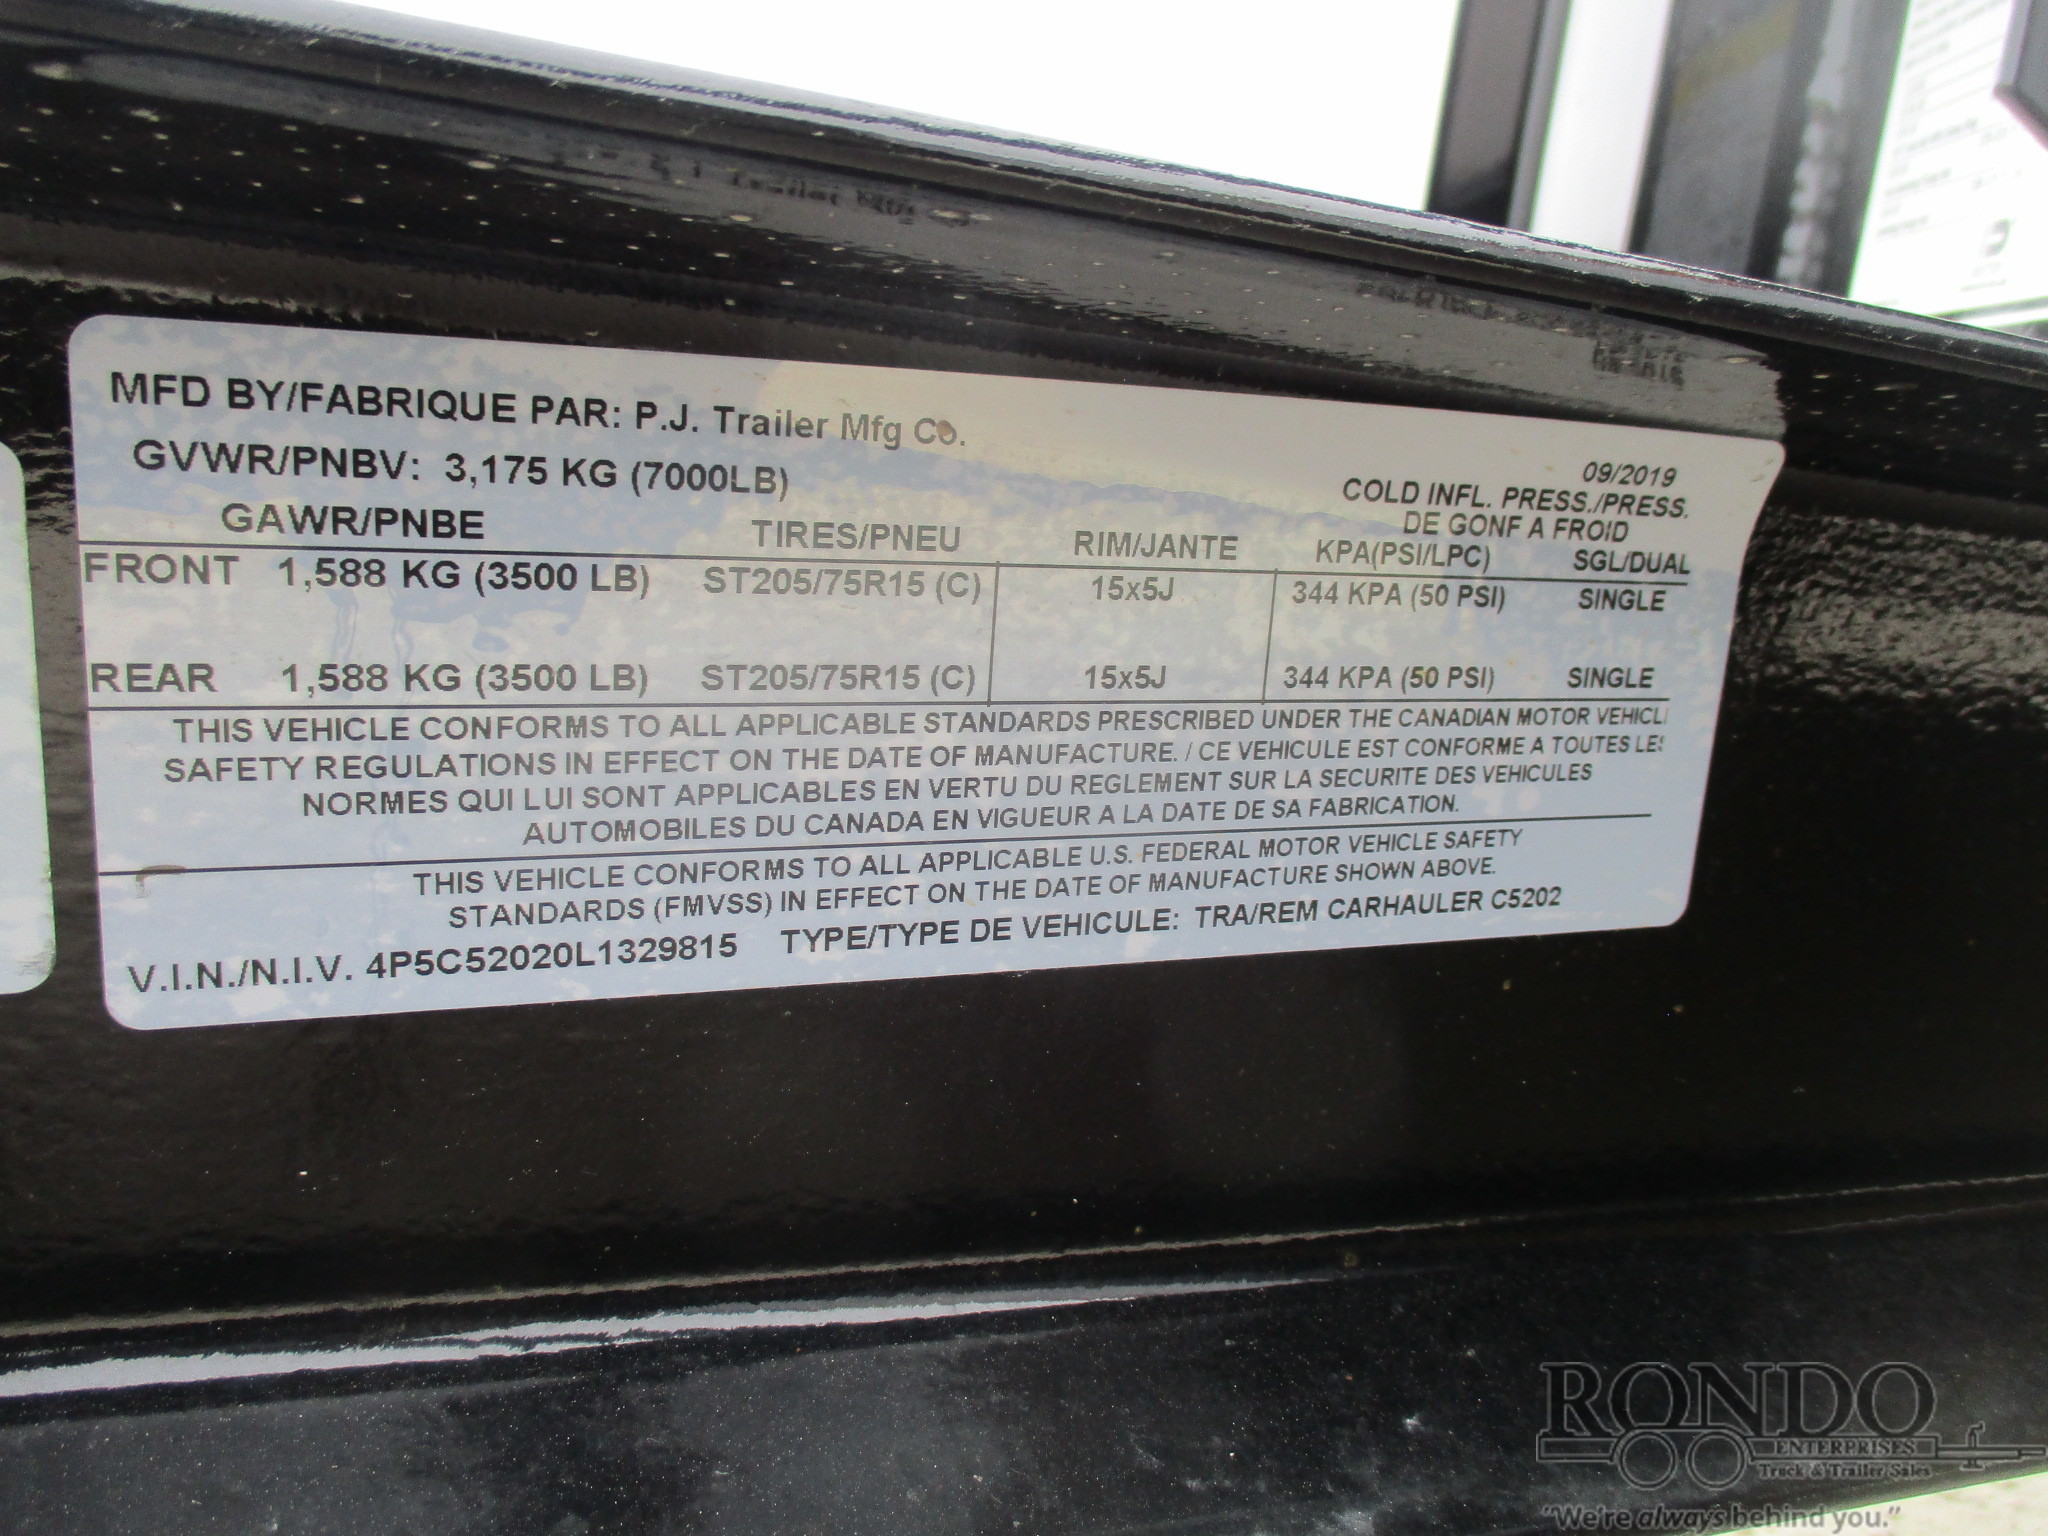 MFD BY/FABRIQUE PAR: P.J. Trailer Mfg Co.
GVWR/PNBV: 3,175 KG (7000LB)
09/2019
COLD INFL. PRESS./PRESS.
DE GONF A FROID
GAWR/PNBE TIRES/PNEU RIM/JANTE KPA(PSI/LPC) SGL/DUAL
FRONT 1,588 KG (3500 LB) ST205/75R15 (C) 15x5J 344 KPA (50 PSI) SINGLE
REAR 1,588 KG (3500 LB) ST205/75R15 (C) 15x5J 344 KPA (50 PSI) SINGLE
THIS VEHICLE CONFORMS TO ALL APPLICABLE STANDARDS PRESCRIBED UNDER THE CANADIAN MOTOR VEHICL
SAFETY REGULATIONS IN EFFECT ON THE DATE OF MANUFACTURE. / CE VEHICULE EST CONFORME A TOUTES LES
NORMES QUI LUI SONT APPLICABLES EN VERTU DU REGLEMENT SUR LA SECURITE DES VEHICULES
AUTOMOBILES DU CANADA EN VIGUEUR A LA DATE DE SA FABRICATION.
THIS VEHICLE CONFORMS TO ALL APPLICABLE U.S. FEDERAL MOTOR VEHICLE SAFETY
STANDARDS (FMVSS) IN EFFECT ON THE DATE OF MANUFACTURE SHOWN ABOVE.
V.I.N./N.I.V. 4P5C52020L1329815 TYPE/TYPE DE VEHICULE: TRA/REM CARHAULER C5202
RONDO
ENTERPRISES
Truck & Trailer Sales
"We're always behind you."